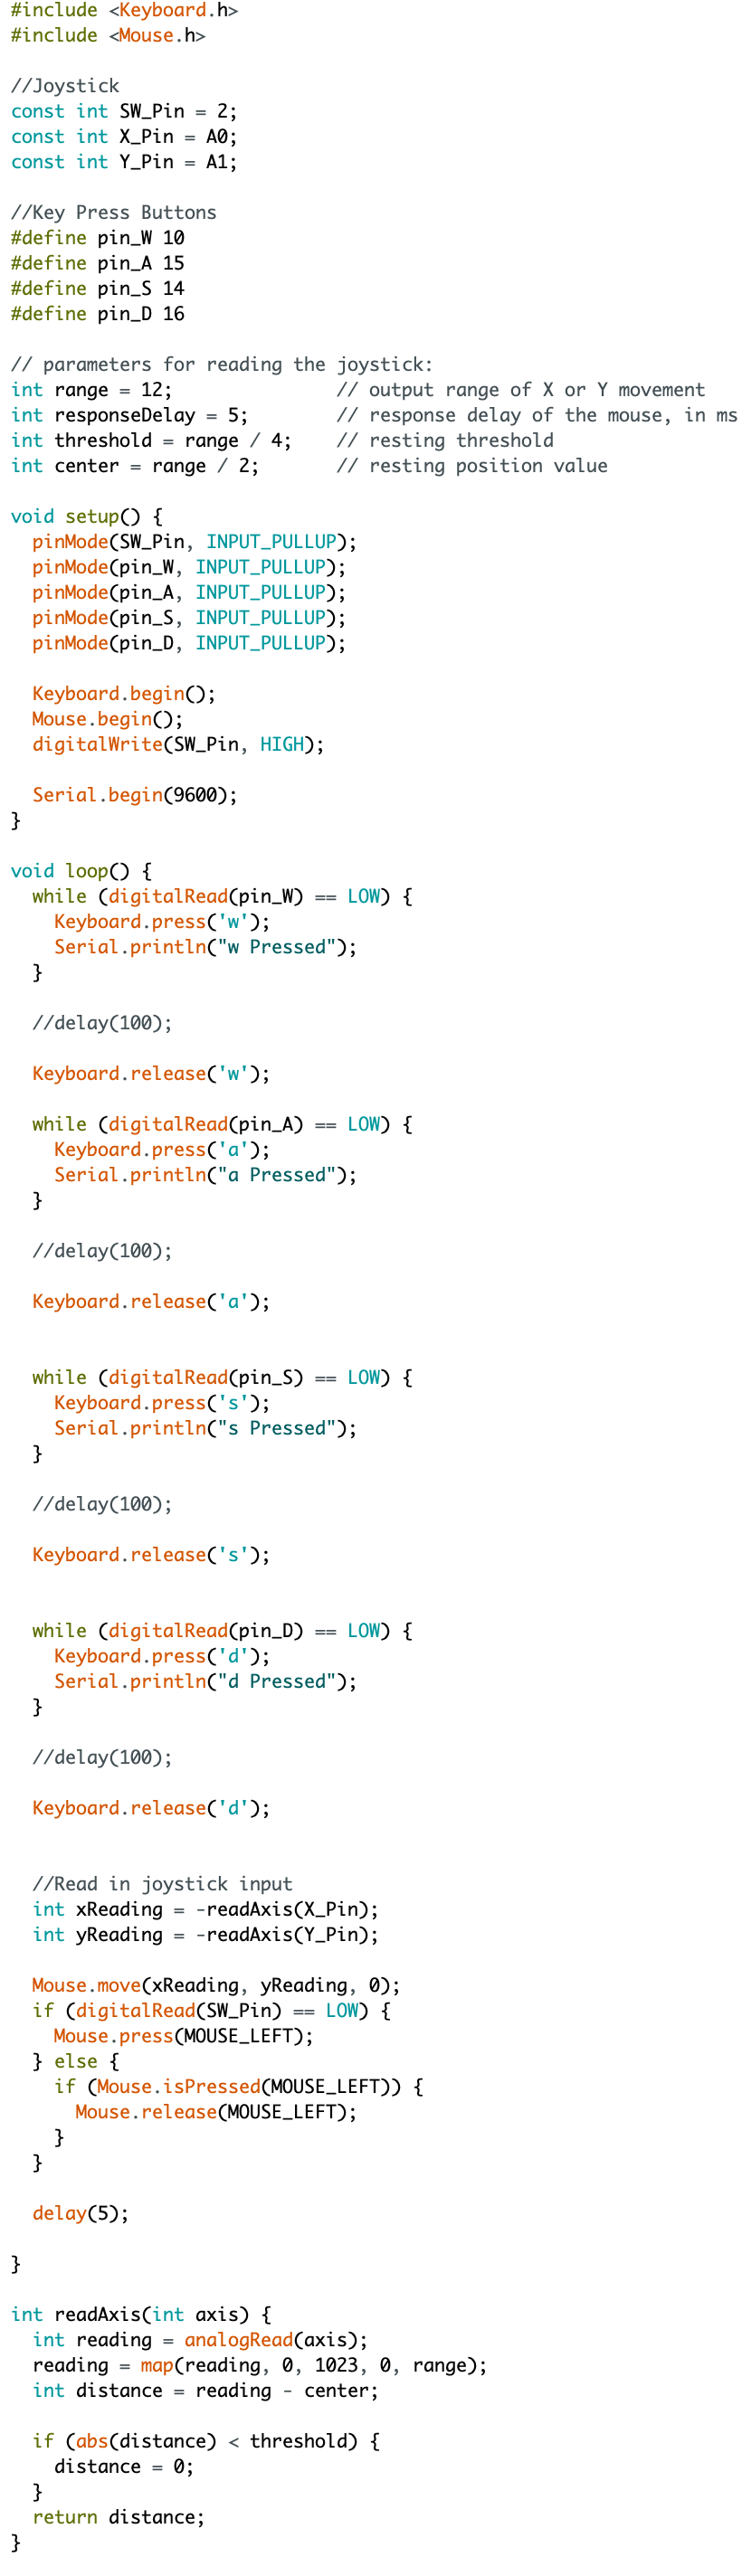 #include <Keyboard.h>
#include <Mouse.h>

//Joystick
const int SW_Pin = 2;
const int X_Pin = A0;
const int Y_Pin = A1;

//Key Press Buttons
#define pin_W 10
#define pin_A 15
#define pin_S 14
#define pin_D 16

// parameters for reading the joystick:
int range = 12;               // output range of X or Y movement
int responseDelay = 5;        // response delay of the mouse, in ms
int threshold = range / 4;    // resting threshold
int center = range / 2;       // resting position value

void setup() {
  pinMode(SW_Pin, INPUT_PULLUP);
  pinMode(pin_W, INPUT_PULLUP);
  pinMode(pin_A, INPUT_PULLUP);
  pinMode(pin_S, INPUT_PULLUP);
  pinMode(pin_D, INPUT_PULLUP);

  Keyboard.begin();
  Mouse.begin();
  digitalWrite(SW_Pin, HIGH);

  Serial.begin(9600);
}

void loop() {
  while (digitalRead(pin_W) == LOW) {
    Keyboard.press('w');
    Serial.println("w Pressed");
  }

  //delay(100);

  Keyboard.release('w');

  while (digitalRead(pin_A) == LOW) {
    Keyboard.press('a');
    Serial.println("a Pressed");
  }

  //delay(100);

  Keyboard.release('a');


  while (digitalRead(pin_S) == LOW) {
    Keyboard.press('s');
    Serial.println("s Pressed");
  }

  //delay(100);

  Keyboard.release('s');


  while (digitalRead(pin_D) == LOW) {
    Keyboard.press('d');
    Serial.println("d Pressed");
  }

  //delay(100);

  Keyboard.release('d');


  //Read in joystick input
  int xReading = -readAxis(X_Pin);
  int yReading = -readAxis(Y_Pin);

  Mouse.move(xReading, yReading, 0);
  if (digitalRead(SW_Pin) == LOW) {
    Mouse.press(MOUSE_LEFT);
  } else {
    if (Mouse.isPressed(MOUSE_LEFT)) {
      Mouse.release(MOUSE_LEFT);
    }
  }

  delay(5);

}

int readAxis(int axis) {
  int reading = analogRead(axis);
  reading = map(reading, 0, 1023, 0, range);
  int distance = reading - center;

  if (abs(distance) < threshold) {
    distance = 0;
  }
  return distance;
}